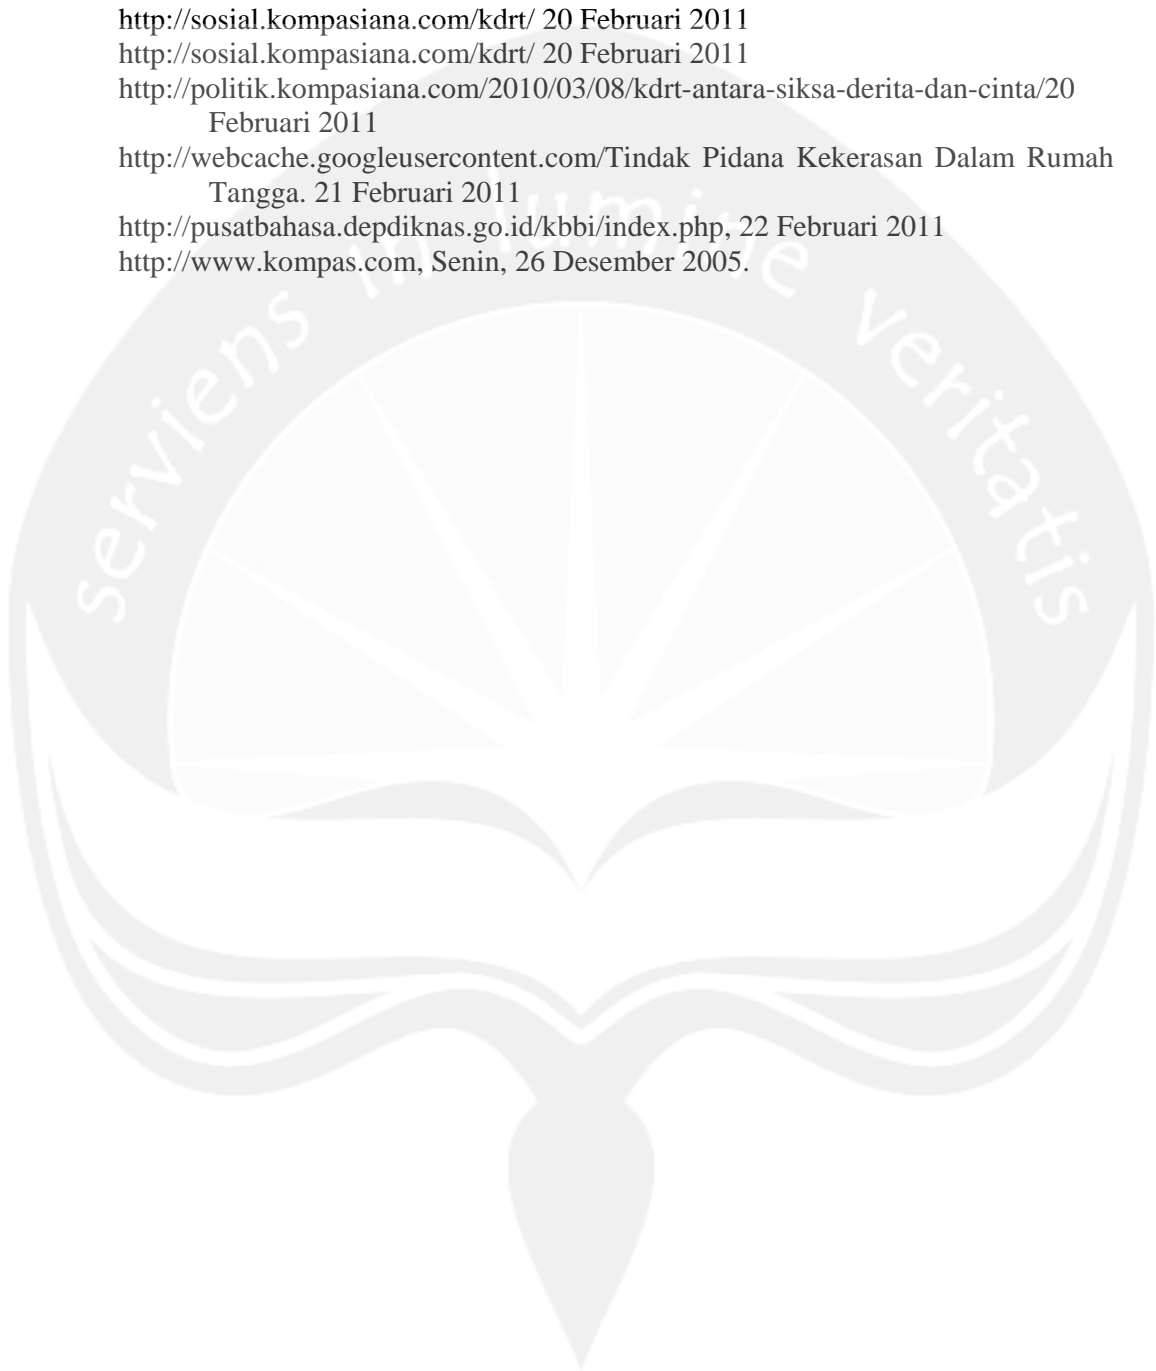 http://sosial.kompasiana.com/kdrt/ 20 Februari 2011
http://sosial.kompasiana.com/kdrt/ 20 Februari 2011
http://politik.kompasiana.com/2010/03/08/kdrt-antara-siksa-derita-dan-cinta/20
Februari 2011
http://webcache.googleusercontent.com/Tindak Pidana Kekerasan Dalam Rumah
Tangga. 21 Februari 2011
http://pusatbahasa.depdiknas.go.id/kbbi/index.php, 22 Februari 2011
http://www.kompas.com, Senin, 26 Desember 2005.
serviens in lumine veritatis